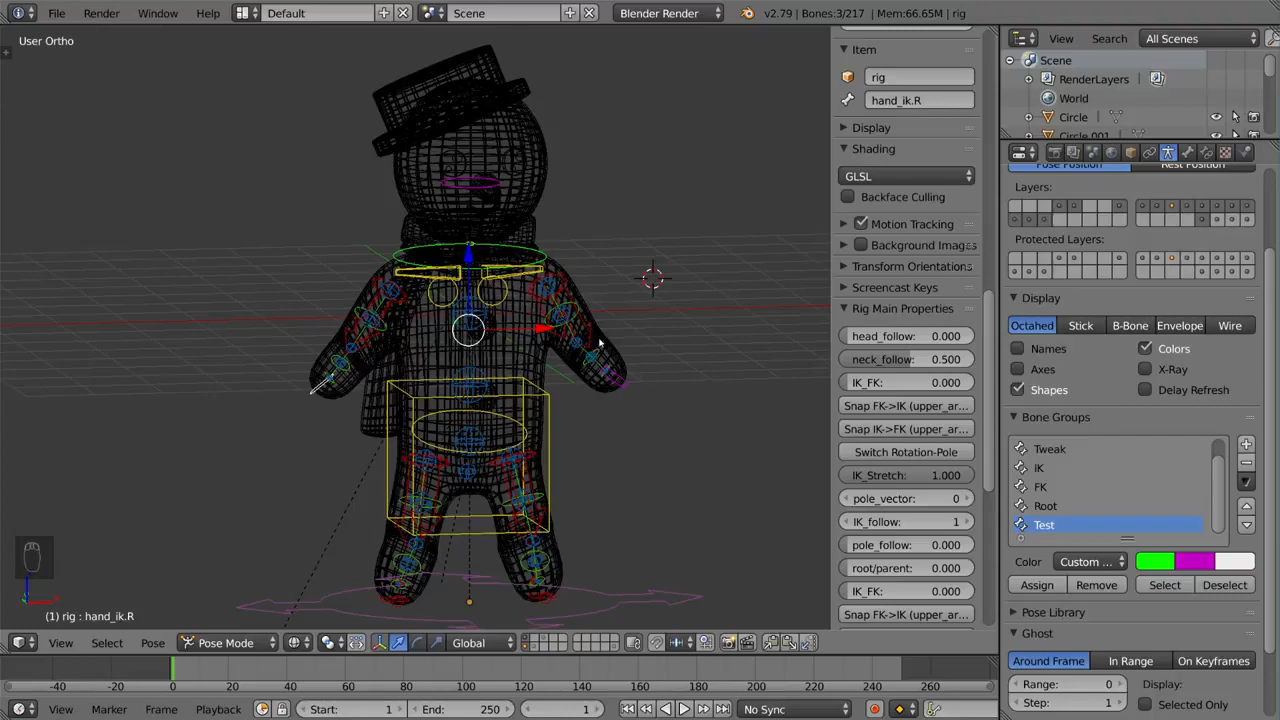 File Render Window Help Default Scene Blender Render v2.79 | Bones:3/217 | Mem:66.65M | rig
User Ortho
Item
rig
hand_ik.R
Display
Shading
GLSL
Backface Culling
Motion Tracking
Background Images
Transform Orientations
Screencast Keys
Rig Main Properties
head_follow: 0.000
neck_follow: 0.500
IK_FK: 0.000
Snap FK->IK (upper_ar...
Snap IK->FK (upper_ar...
Switch Rotation-Pole
IK_Stretch: 1.000
pole_vector: 0
IK_follow: 1
pole_follow: 0.000
root/parent: 0.000
IK_FK: 0.000
Snap FK->IK (upper_ar...
View Search All Scenes
Scene
RenderLayers
World
Circle
Circle.001
Pose Position Rest Position
Layers:
Protected Layers:
Display
Octahed Stick B-Bone Envelope Wire
Names Colors
Axes X-Ray
Shapes Delay Refresh
Bone Groups
Tweak
IK
FK
Root
Test
Color Custom ...
Assign Remove Select Deselect
Pose Library
Ghost
Around Frame In Range On Keyframes
Range: 0 Display:
Step: 1 Selected Only
(1) rig : hand_ik.R
View Select Pose Pose Mode Global
-40 -20 0 20 40 60 80 100 120 140 160 180 200 220 240 260
View Marker Frame Playback Start: 1 End: 250 1 No Sync